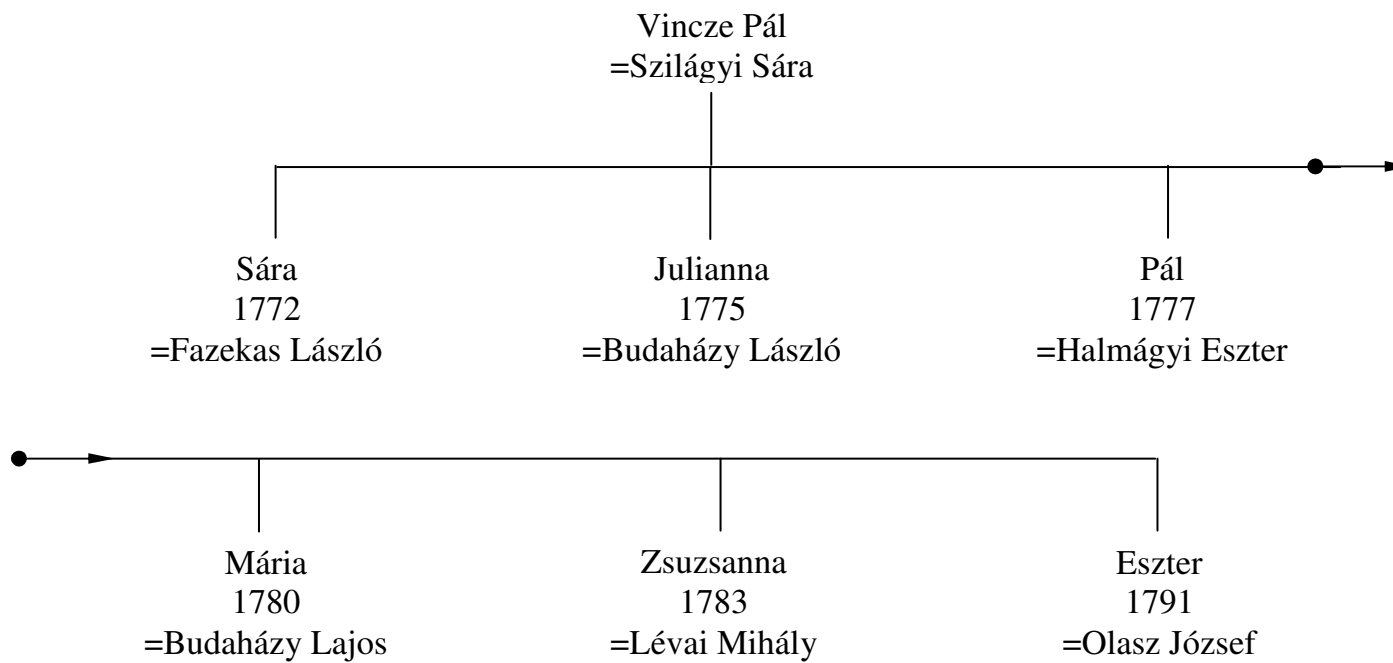 Vincze Pál
=Szilágyi Sára
Sára
1772
=Fazekas László
Julianna
1775
=Budaházy László
Pál
1777
=Halmágyi Eszter
Mária
1780
=Budaházy Lajos
Zsuzsanna
1783
=Lévai Mihály
Eszter
1791
=Olasz József